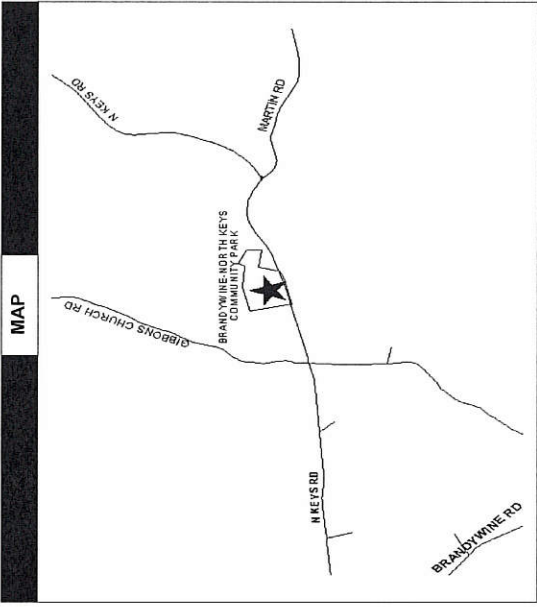 MAP
N KEYS RD
MARTIN RD
BRANDYWINE-NORTH KEYS
COMMUNITY PARK
GIBBONS CHURCH RD
N KEYS RD
BRANDYWINE RD